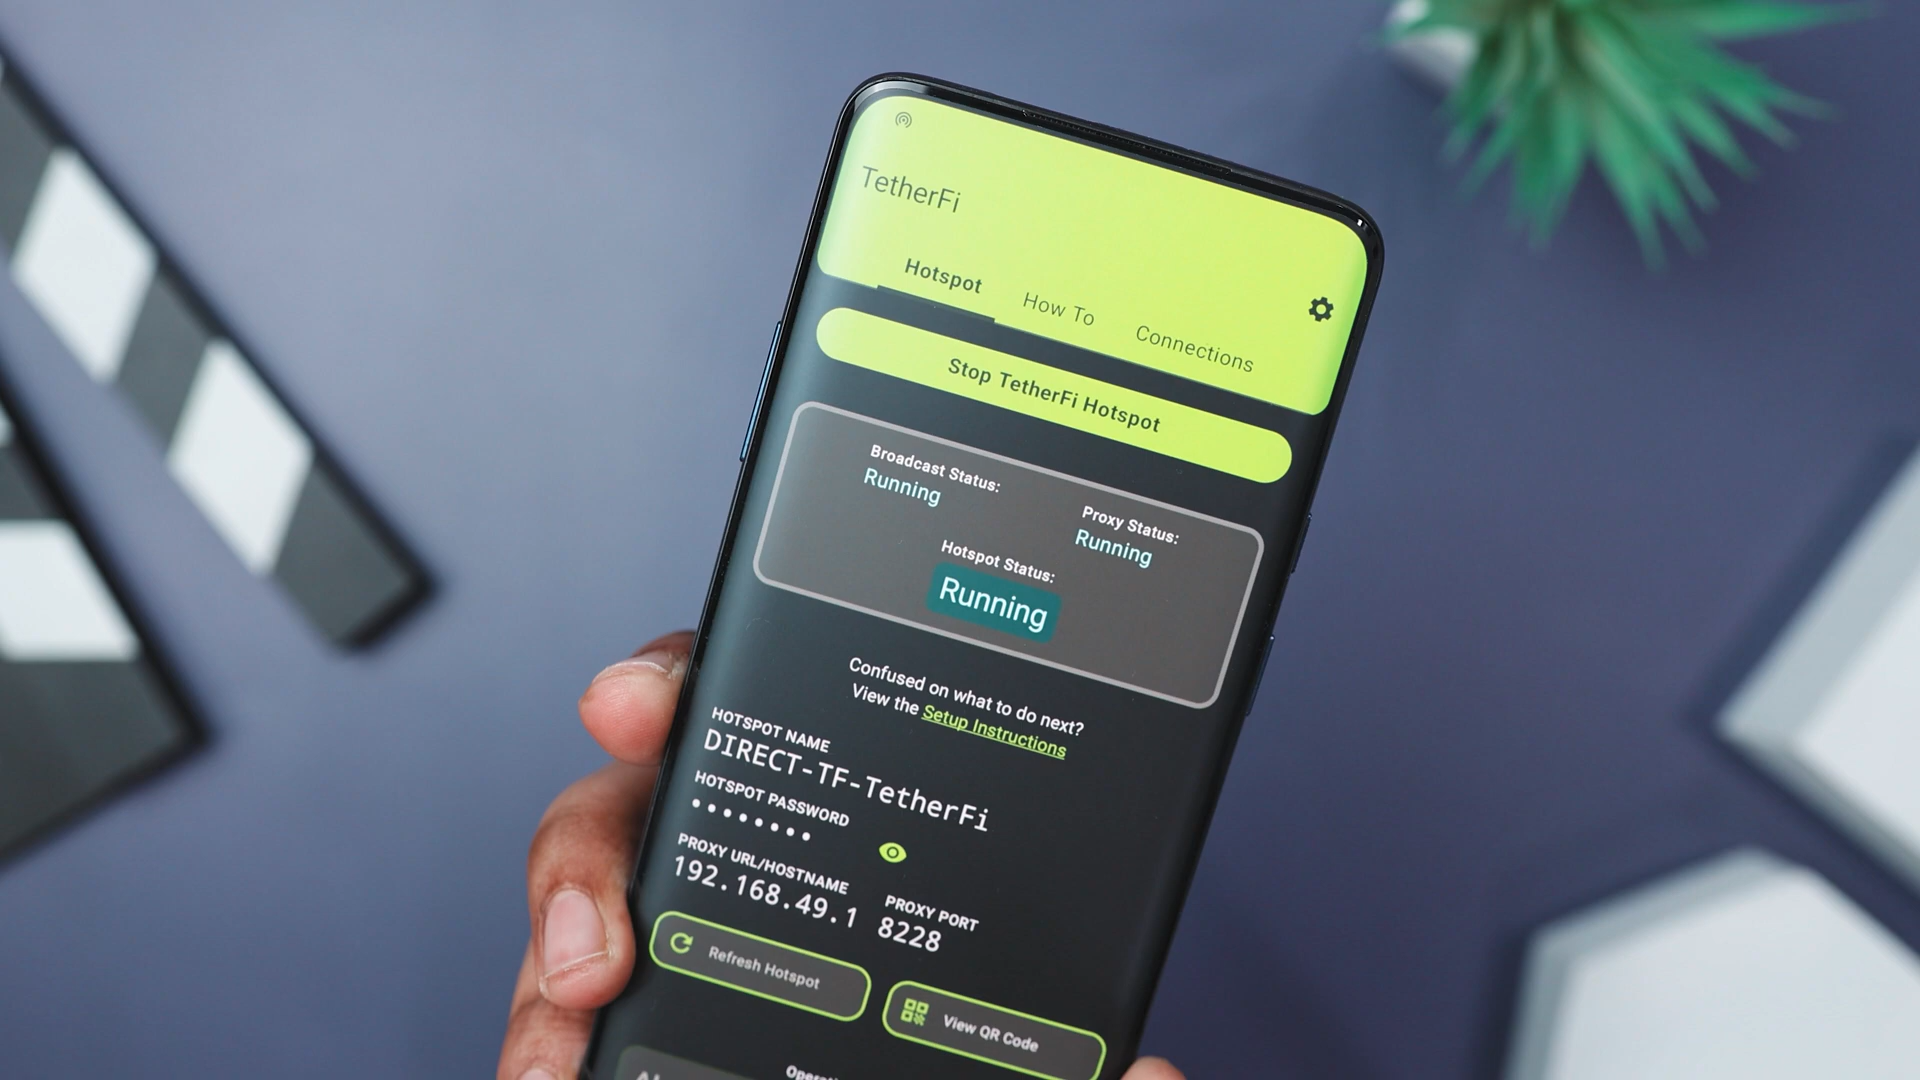 TetherFi
Hotspot
How To
Connections
Stop TetherFi Hotspot
Broadcast Status:
Running
Proxy Status:
Running
Hotspot Status:
Running
Confused on what to do next?
View the Setup Instructions
HOTSPOT NAME
DIRECT-TF-TetherFi
HOTSPOT PASSWORD
••••••••
PROXY URL/HOSTNAME
192.168.49.1
PROXY PORT
8228
Refresh Hotspot
View QR Code